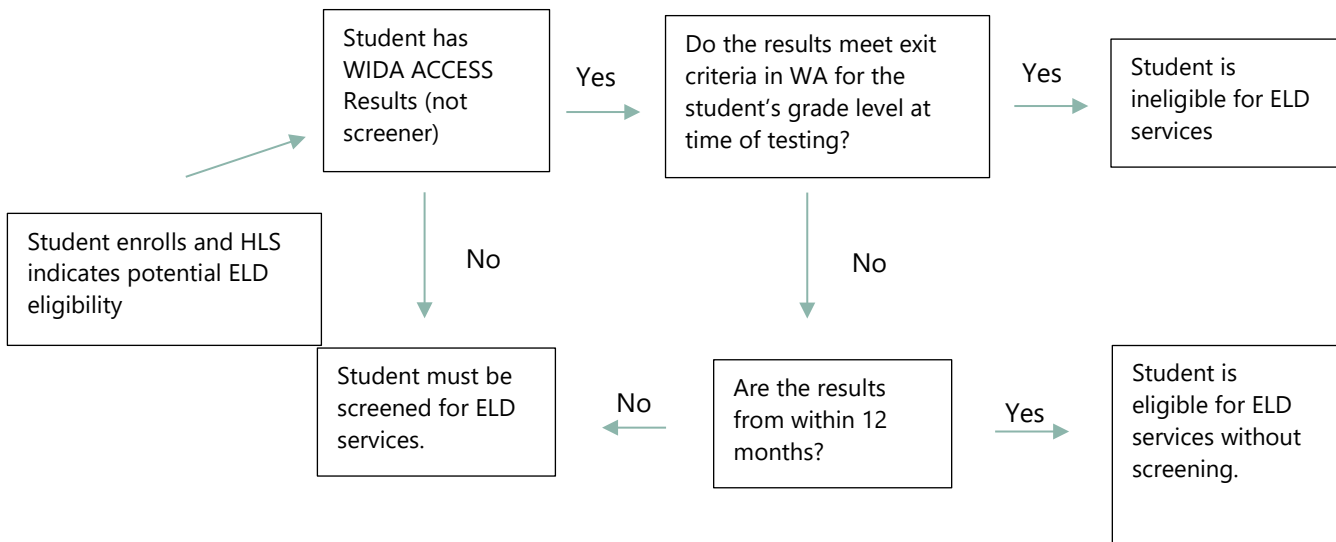 Student has
WIDA ACCESS
Results (not
screener)
Yes
Do the results meet exit
criteria in WA for the
student’s grade level at
time of testing?
Yes
Student is
ineligible for ELD
services
Student enrolls and HLS
indicates potential ELD
eligibility
No
No
Student must be
screened for ELD
services.
No
Are the results
from within 12
months?
Yes
Student is
eligible for ELD
services without
screening.